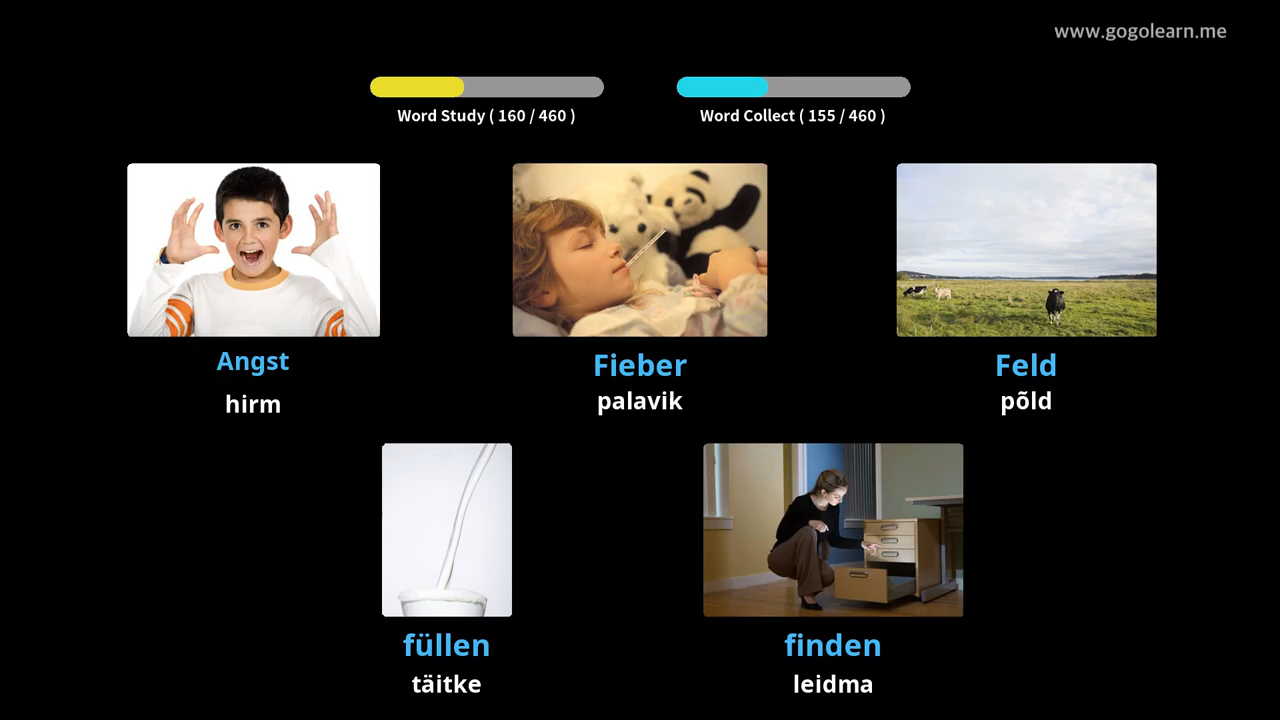 www.gogolearn.me
Word Study ( 160 / 460 )
Word Collect ( 155 / 460 )
Angst
hirm
Fieber
palavik
Feld
põld
füllen
täitke
finden
leidma